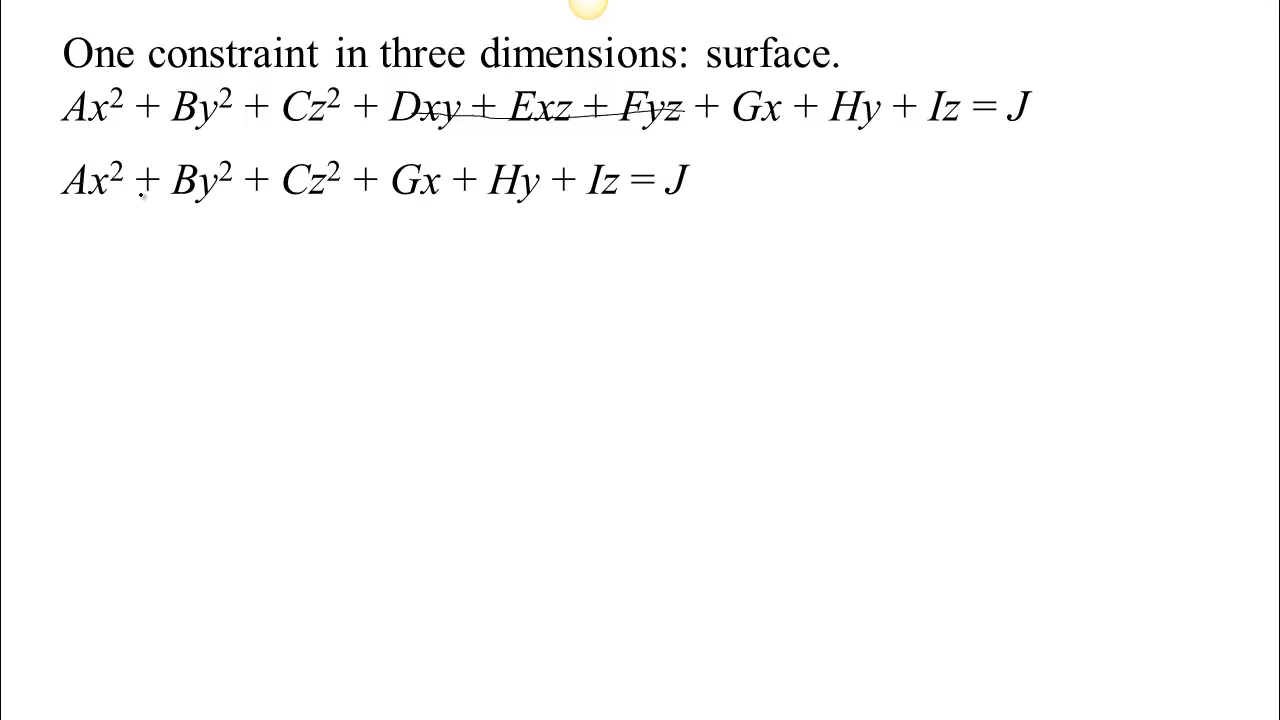 One constraint in three dimensions: surface.
Ax² + By² + Cz² + Dxy + Exz + Fyz + Gx + Hy + Iz = J
Ax² + By² + Cz² + Gx + Hy + Iz = J